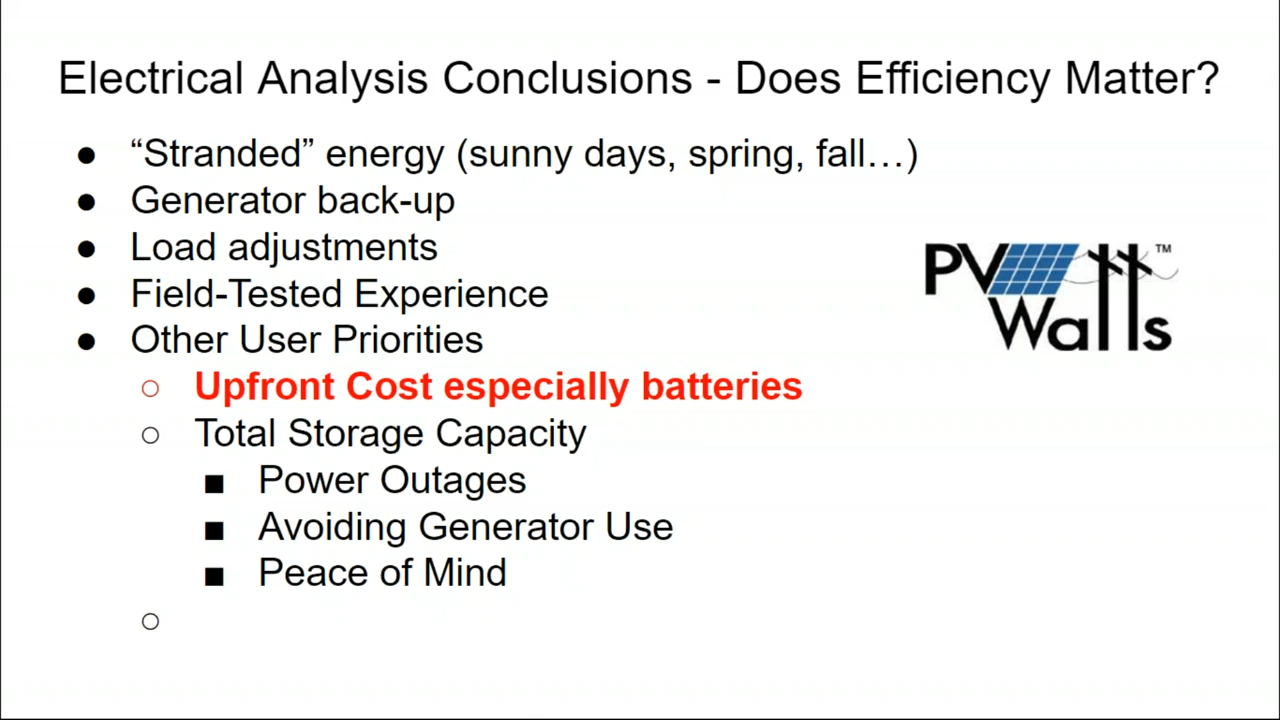 Electrical Analysis Conclusions - Does Efficiency Matter?
● “Stranded” energy (sunny days, spring, fall…)
● Generator back-up
● Load adjustments
● Field-Tested Experience
● Other User Priorities
○ Upfront Cost especially batteries
○ Total Storage Capacity
■ Power Outages
■ Avoiding Generator Use
■ Peace of Mind
○
PV
Watts™